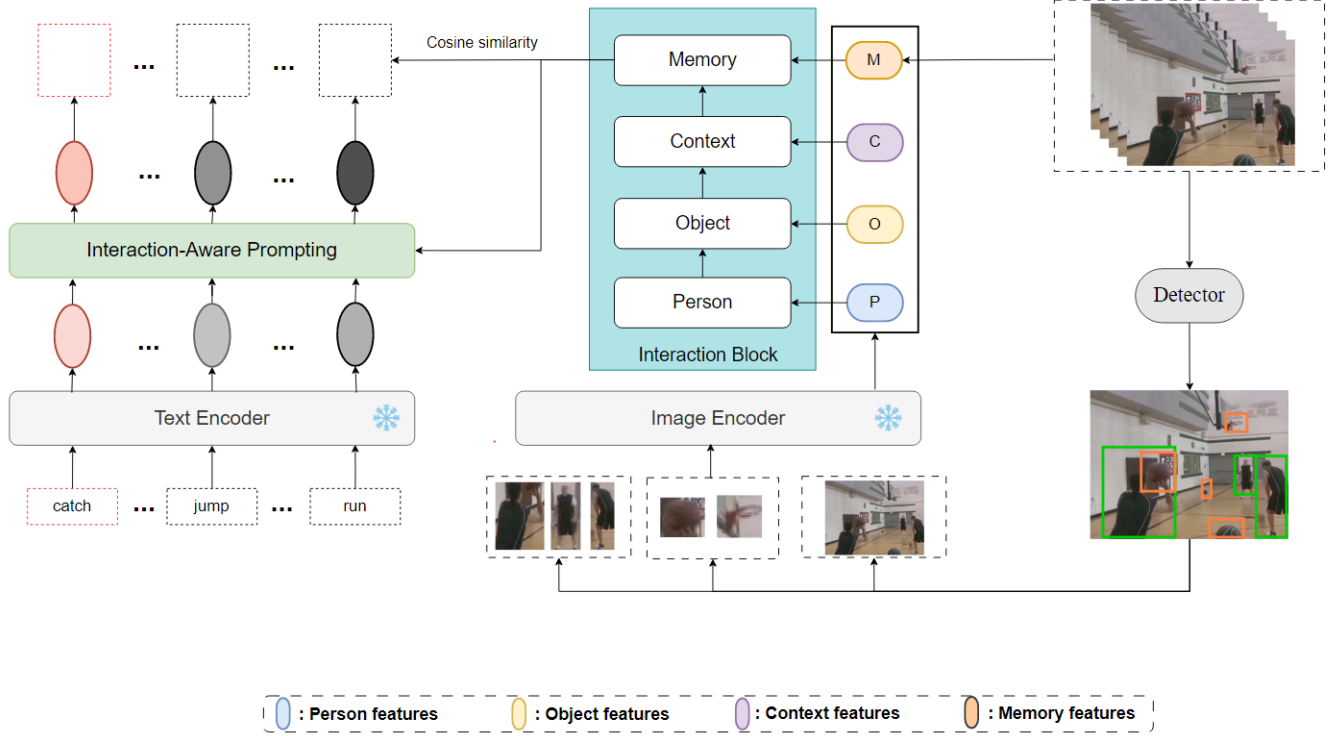 Cosine similarity
...
...
Memory
M
Context
C
...
...
Object
O
Interaction-Aware Prompting
Person
P
Detector
...
...
Interaction Block
Text Encoder
Image Encoder
catch
...
jump
...
run
: Person features
: Object features
: Context features
: Memory features